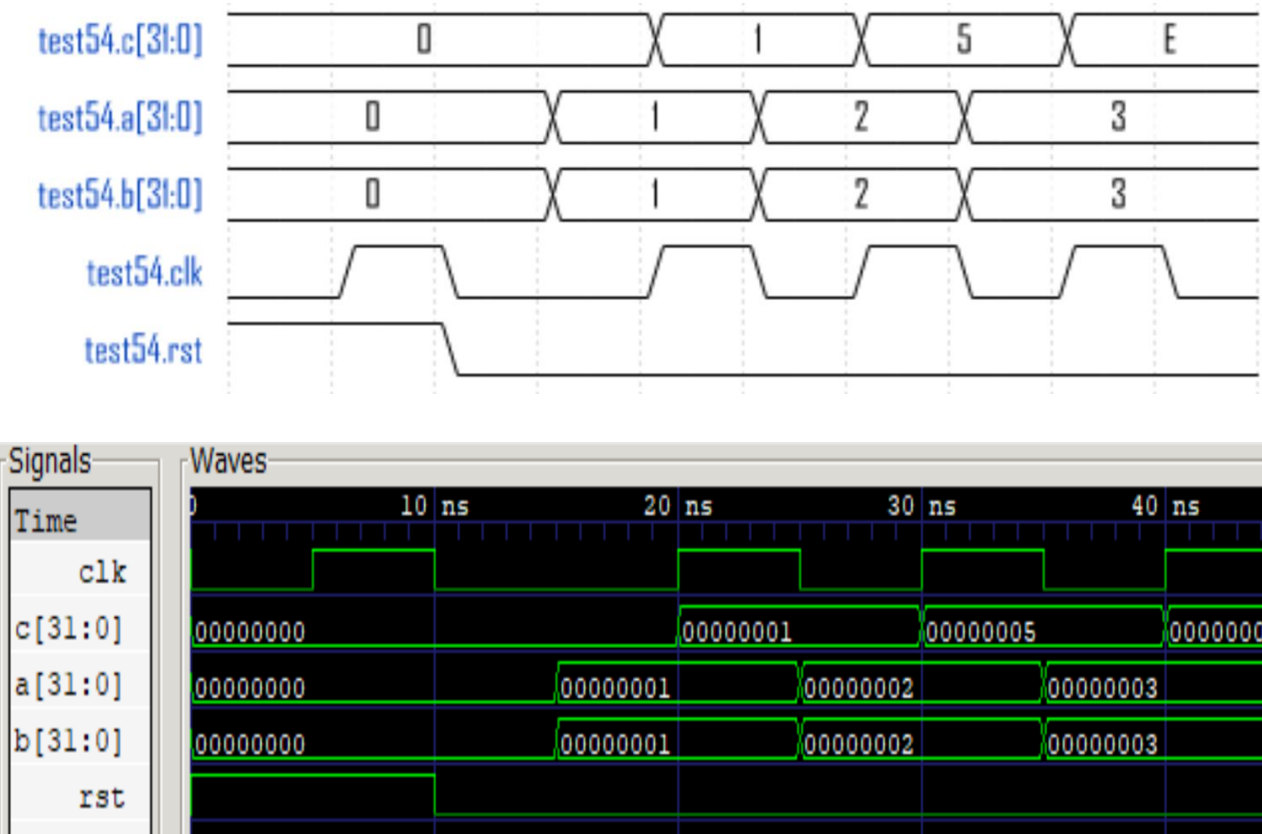 test54.c[31:0] 0 1 5 E
test54.a[31:0] 0 1 2 3
test54.b[31:0] 0 1 2 3
test54.clk
test54.rst
Signals Waves
Time 0 10 ns 20 ns 30 ns 40 ns
clk
c[31:0] 00000000 00000001 00000005 0000000
a[31:0] 00000000 00000001 00000002 00000003
b[31:0] 00000000 00000001 00000002 00000003
rst